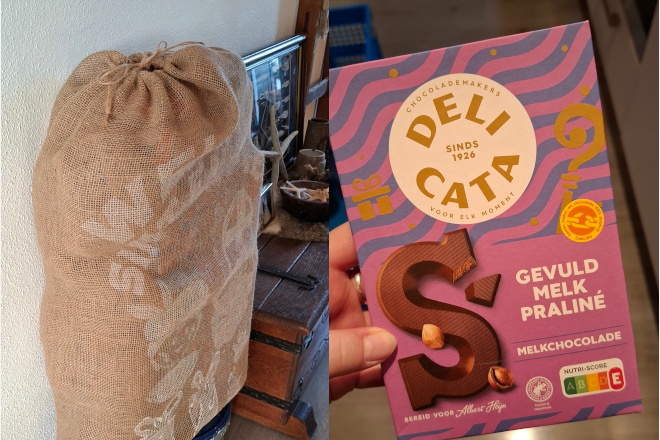 CHOCOLADEMAKERS
DELI
SINDS
1926
CATA
VOOR ELK MOMENT
S
GEVULD
MELK
PRALINÉ
MELKCHOCOLADE
NUTRI-SCORE
A B C D E
BEREID VOOR Albert Heijn